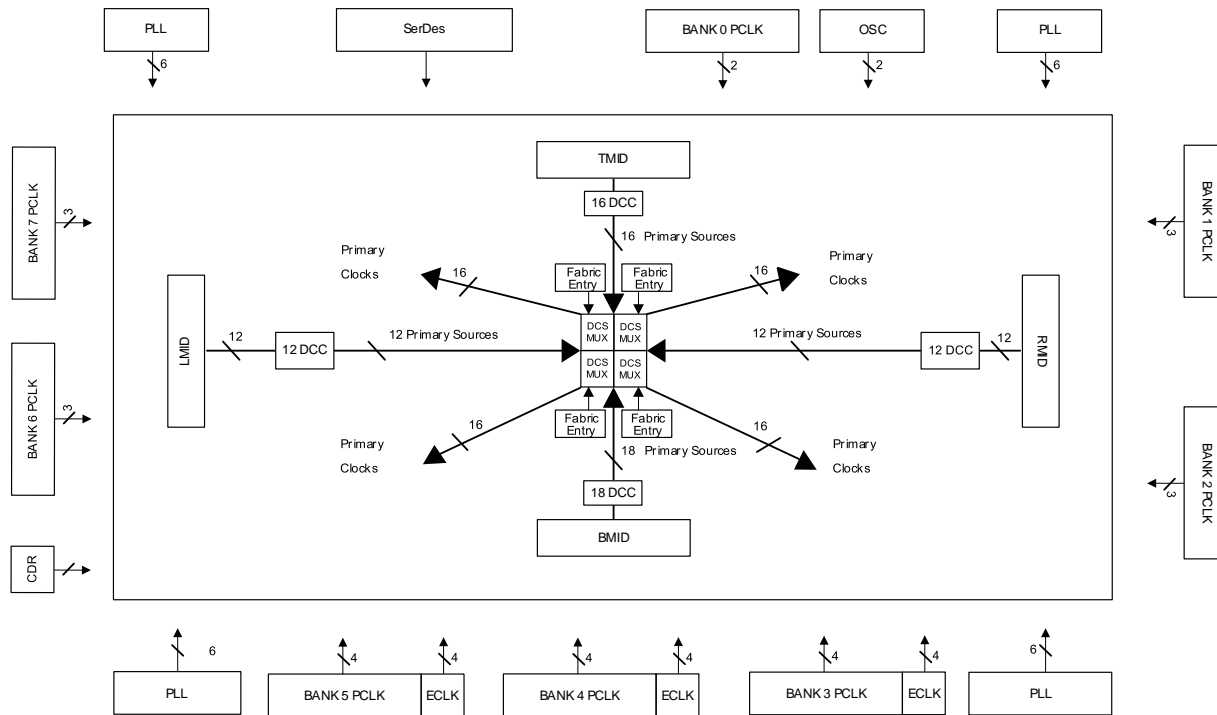 PLL
SerDes
BANK 0 PCLK
OSC
PLL
6
2
2
6
TMID
16 DCC
16 Primary Sources
BANK 7 PCLK
3
BANK 1 PCLK
3
Primary
Clocks
16
Fabric
Entry
Fabric
Entry
16
Primary
Clocks
LMID
12
12 DCC
12 Primary Sources
DCS
MUX
DCS
MUX
DCS
MUX
DCS
MUX
12 Primary Sources
12 DCC
12
RMID
BANK 6 PCLK
3
BANK 2 PCLK
3
Primary
Clocks
16
Fabric
Entry
Fabric
Entry
16
Primary
Clocks
18 Primary Sources
18 DCC
BMID
CDR
6
4
4
4
4
4
4
6
PLL
BANK 5 PCLK
ECLK
BANK 4 PCLK
ECLK
BANK 3 PCLK
ECLK
PLL